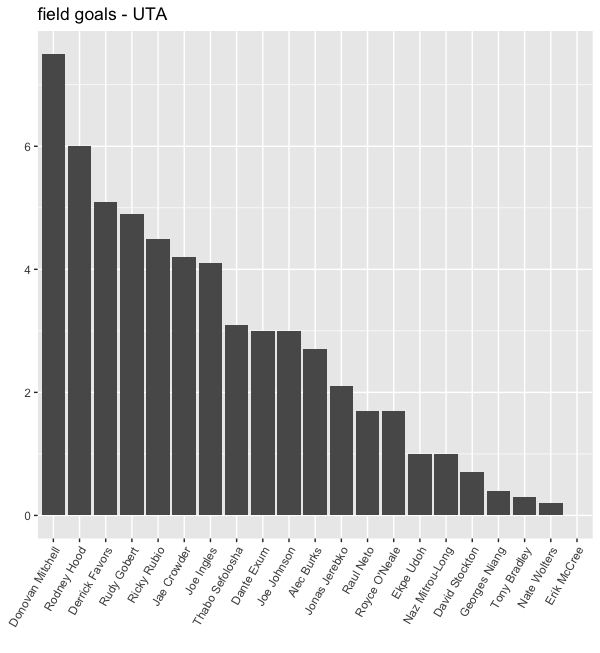 field goals - UTA
6
4
2
0
Donovan Mitchell
Rodney Hood
Derrick Favors
Rudy Gobert
Ricky Rubio
Jae Crowder
Joe Ingles
Thabo Sefolosha
Dante Exum
Joe Johnson
Alec Burks
Jonas Jerebko
Raul Neto
Royce O'Neale
Ekpe Udoh
Naz Mitrou-Long
David Stockton
Georges Niang
Tony Bradley
Nate Wolters
Erik McCree